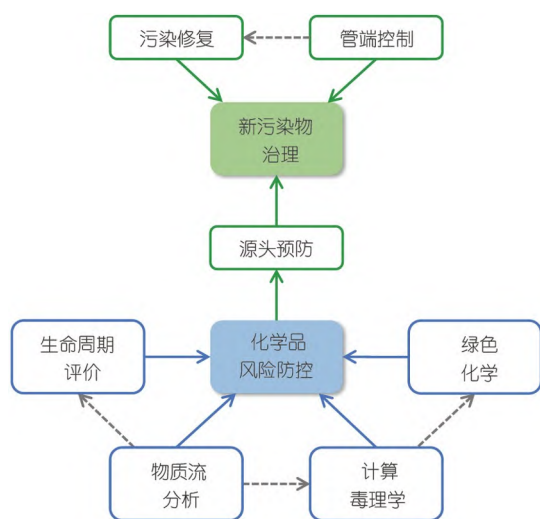 污染修复
管端控制
新污染物
治理
源头预防
生命周期
评价
化学品
风险防控
绿色
化学
物质流
分析
计算
毒理学